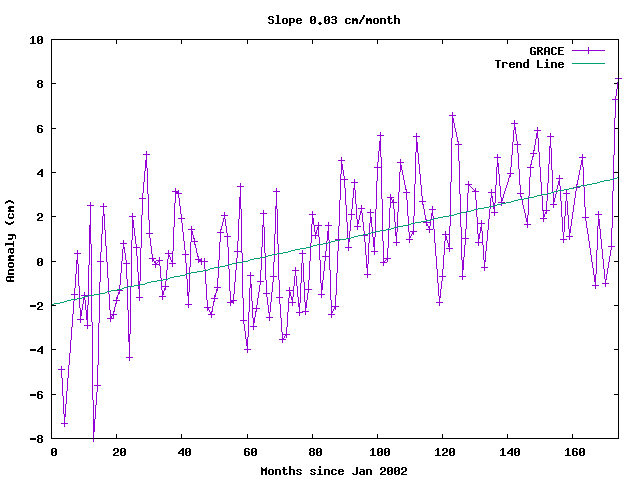 Slope 0.03 cm/month
GRACE
Trend Line
Anomaly (cm)
10
8
6
4
2
0
-2
-4
-6
-8
0 20 40 60 80 100 120 140 160
Months since Jan 2002